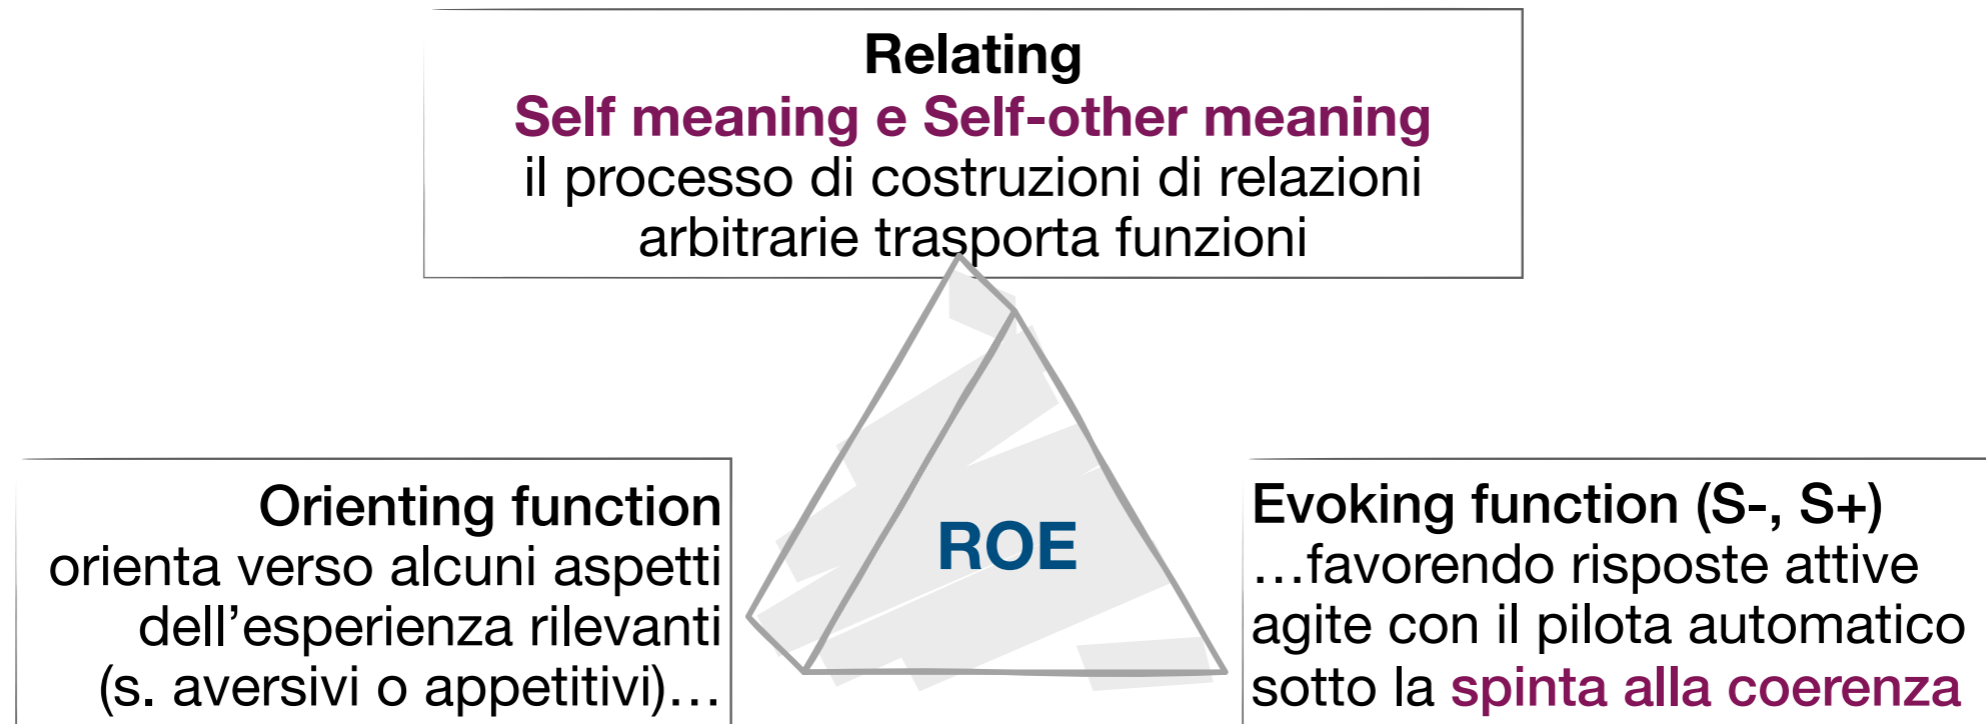 Relating
Self meaning e Self-other meaning
il processo di costruzioni di relazioni
arbitrarie trasporta funzioni
Orienting function
orienta verso alcuni aspetti
dell’esperienza rilevanti
(s. aversivi o appetitivi)…
ROE
Evoking function (S-, S+)
…favorendo risposte attive
agite con il pilota automatico
sotto la spinta alla coerenza